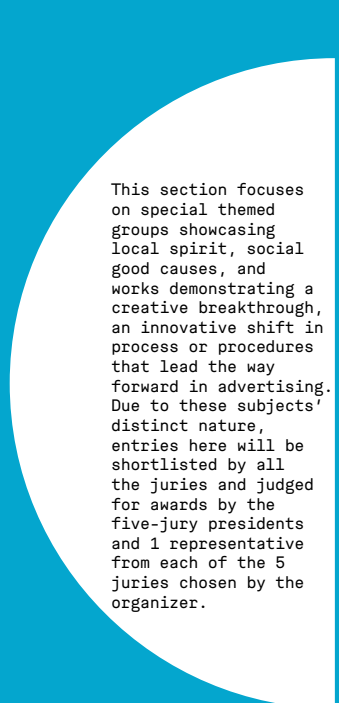 This section focuses
on special themed
groups showcasing
local spirit, social
good causes, and
works demonstrating a
creative breakthrough,
an innovative shift in
process or procedures
that lead the way
forward in advertising.
Due to these subjects’
distinct nature,
entries here will be
shortlisted by all
the juries and judged
for awards by the
five-jury presidents
and 1 representative
from each of the 5
juries chosen by the
organizer.